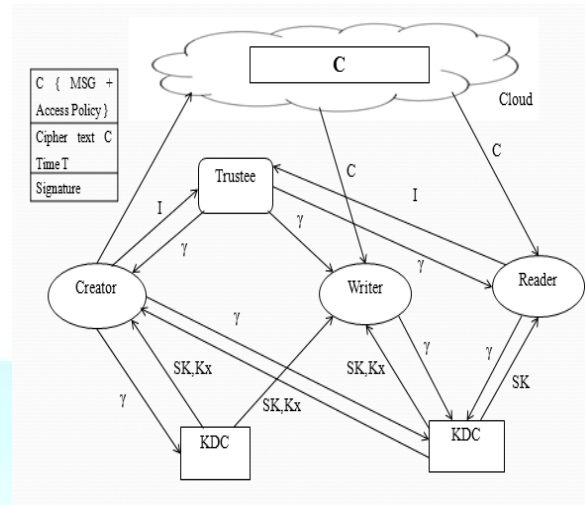 C
C { MSG +
Access Policy }
Cipher text C
Time T
Signature
Cloud
C
C
Trustee
I
I
γ
γ
γ
Creator
Writer
Reader
γ
γ
γ
SK,Kx
SK,Kx
SK
γ
SK,Kx
KDC
KDC